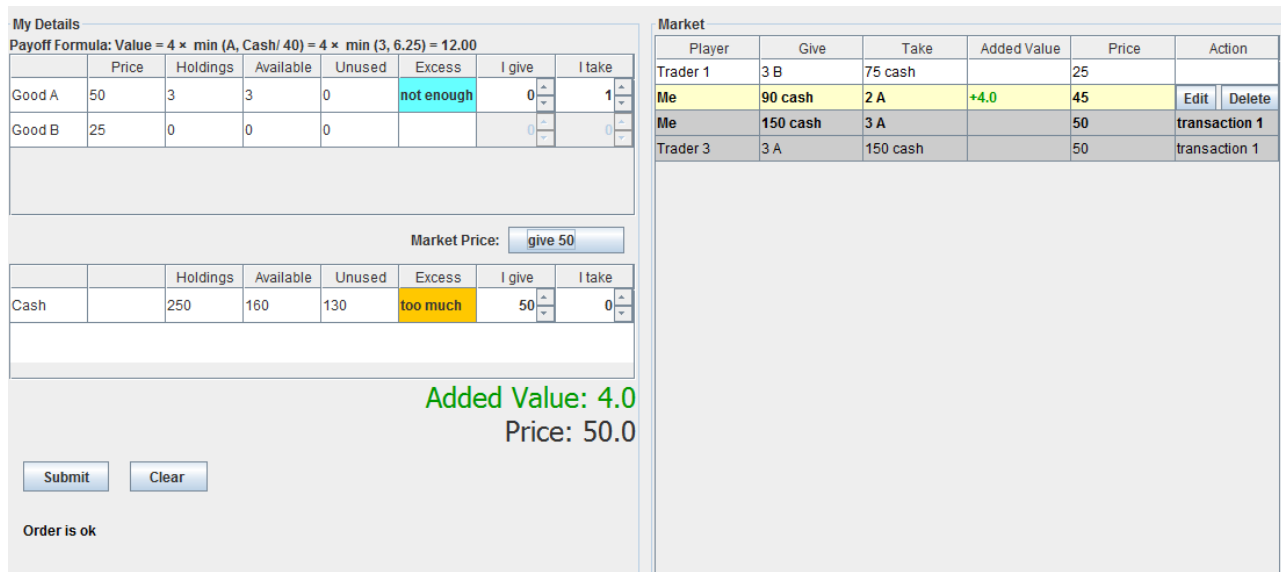 My Details
Payoff Formula: Value = 4 × min (A, Cash/ 40) = 4 × min (3, 6.25) = 12.00
Price Holdings Available Unused Excess I give I take
Good A 50 3 3 0 not enough 0 1
Good B 25 0 0 0 0 0
Market Price: give 50
Holdings Available Unused Excess I give I take
Cash 250 160 130 too much 50 0
Added Value: 4.0
Price: 50.0
Submit Clear
Order is ok
Market
Player Give Take Added Value Price Action
Trader 1 3 B 75 cash 25
Me 90 cash 2 A +4.0 45 Edit Delete
Me 150 cash 3 A 50 transaction 1
Trader 3 3 A 150 cash 50 transaction 1